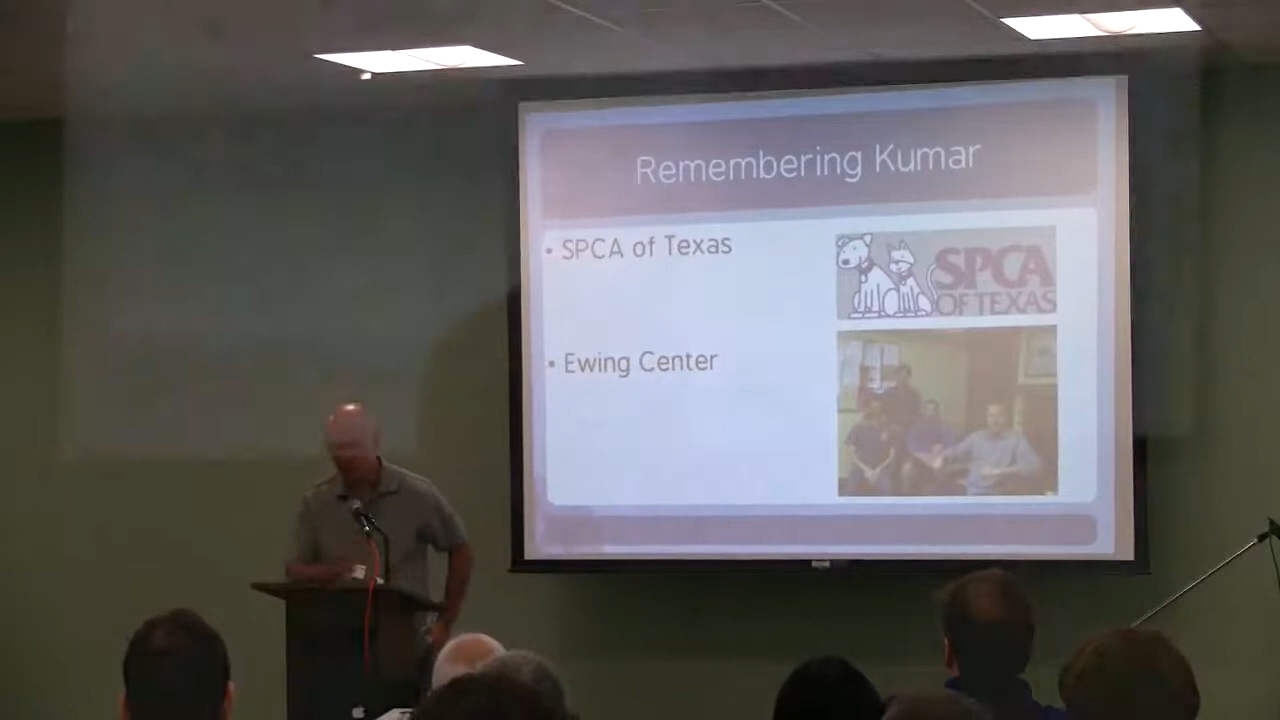 Remembering Kumar
• SPCA of Texas
SPCA
OF TEXAS
• Ewing Center